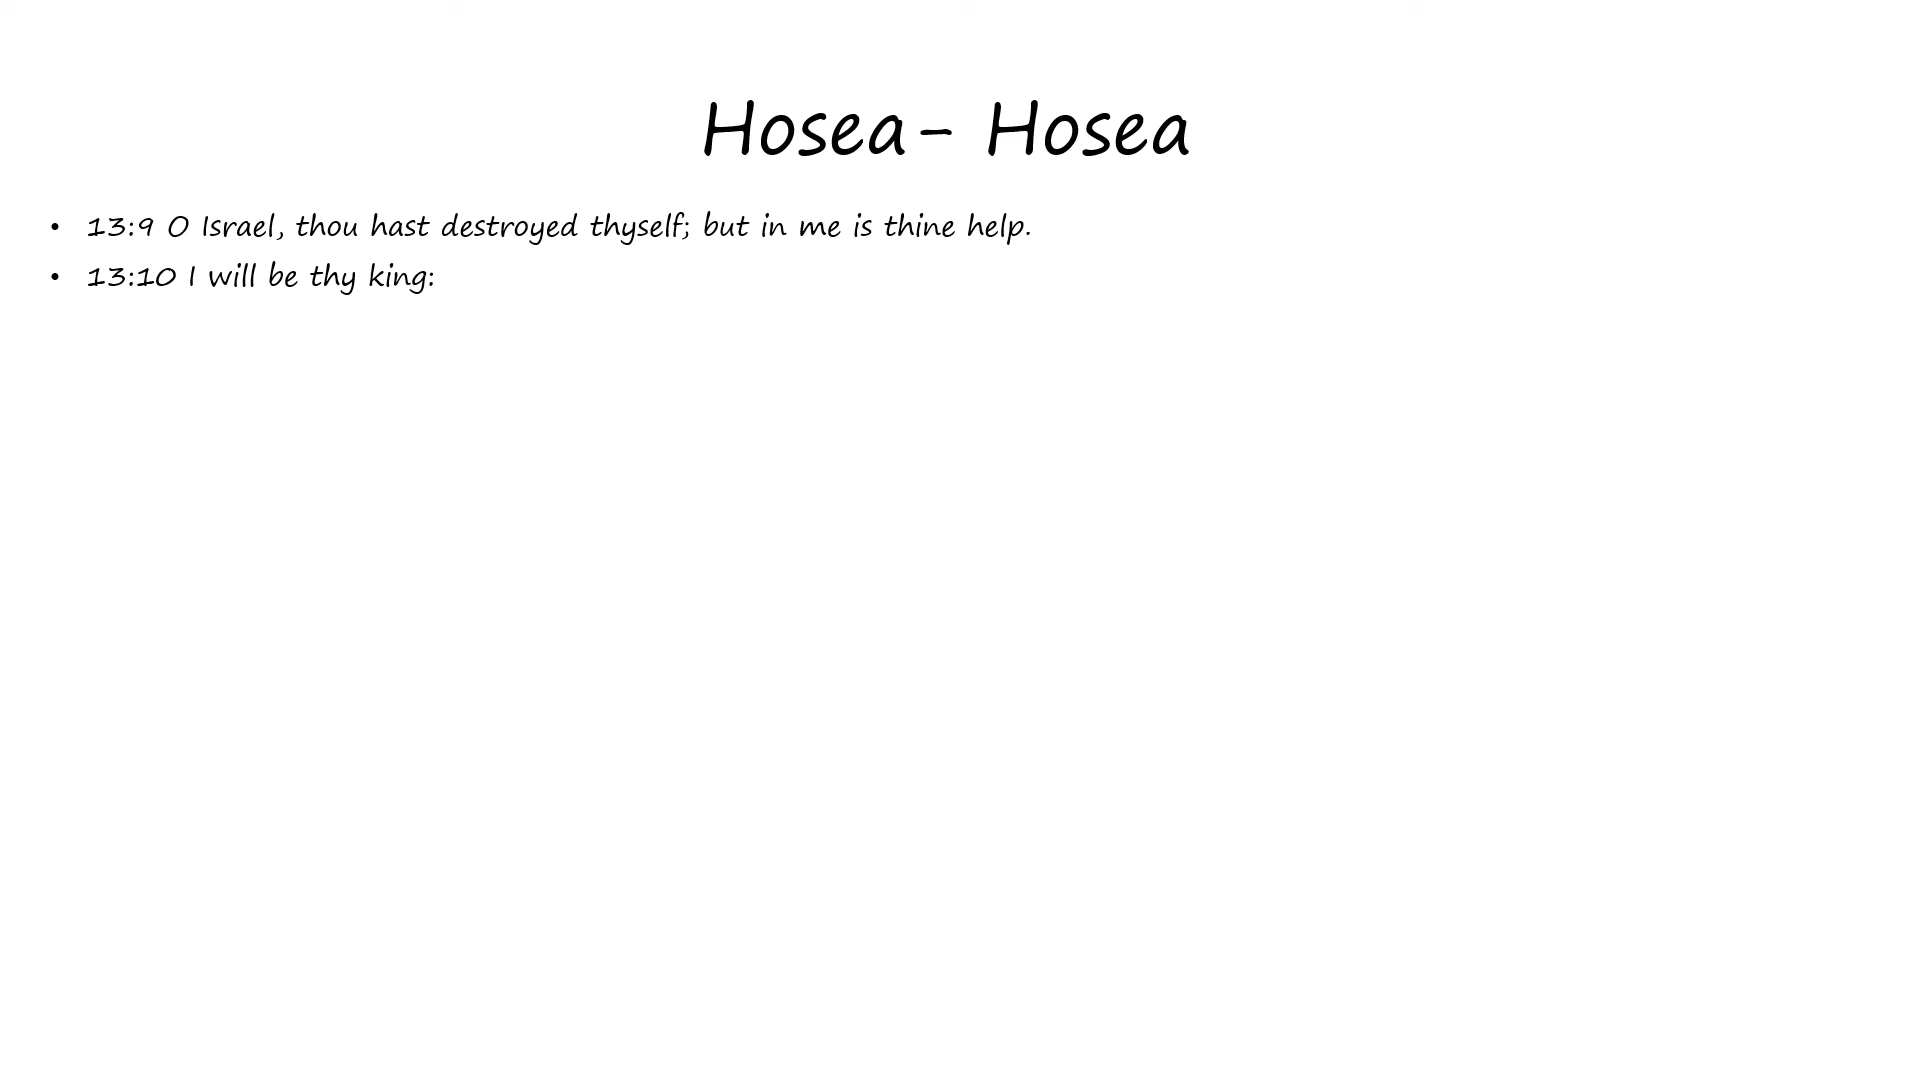 Hosea- Hosea
• 13:9 O Israel, thou hast destroyed thyself; but in me is thine help.
• 13:10 I will be thy king: